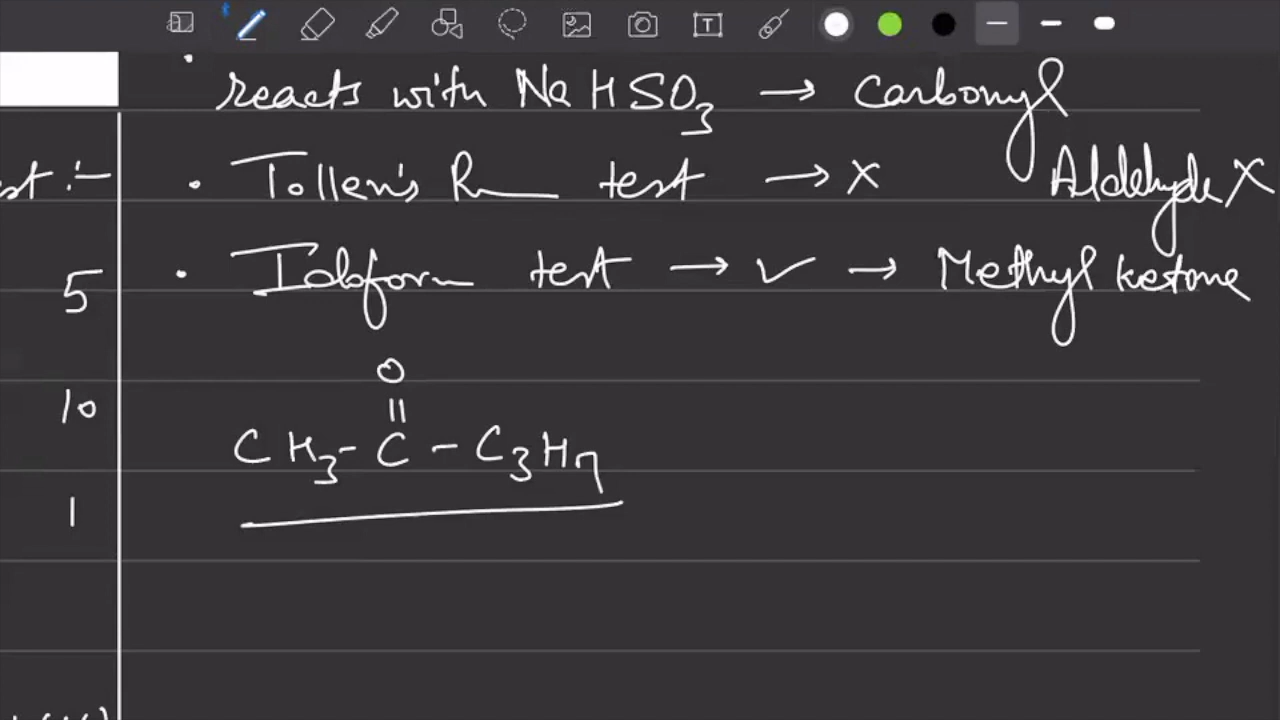 reacts with NaHSO3 → Carbonyl
st :-
• Tollen's R test → X Aldehyde X
5
• Iodoform test → ✓ → Methyl ketone
10
O
||
CH3 - C - C3H7
1